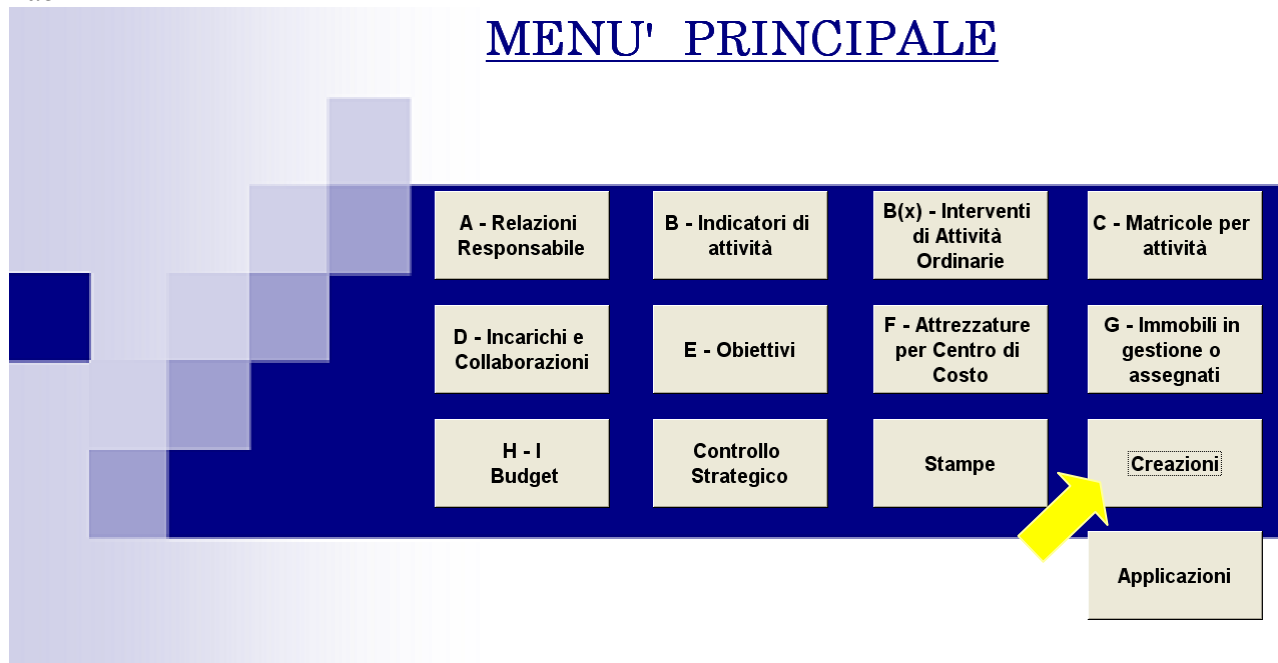 MENU' PRINCIPALE
A - Relazioni
Responsabile
B - Indicatori di
attività
B(x) - Interventi
di Attività
Ordinarie
C - Matricole per
attività
D - Incarichi e
Collaborazioni
E - Obiettivi
F - Attrezzature
per Centro di
Costo
G - Immobili in
gestione o
assegnati
H - I
Budget
Controllo
Strategico
Stampe
Creazioni
Applicazioni